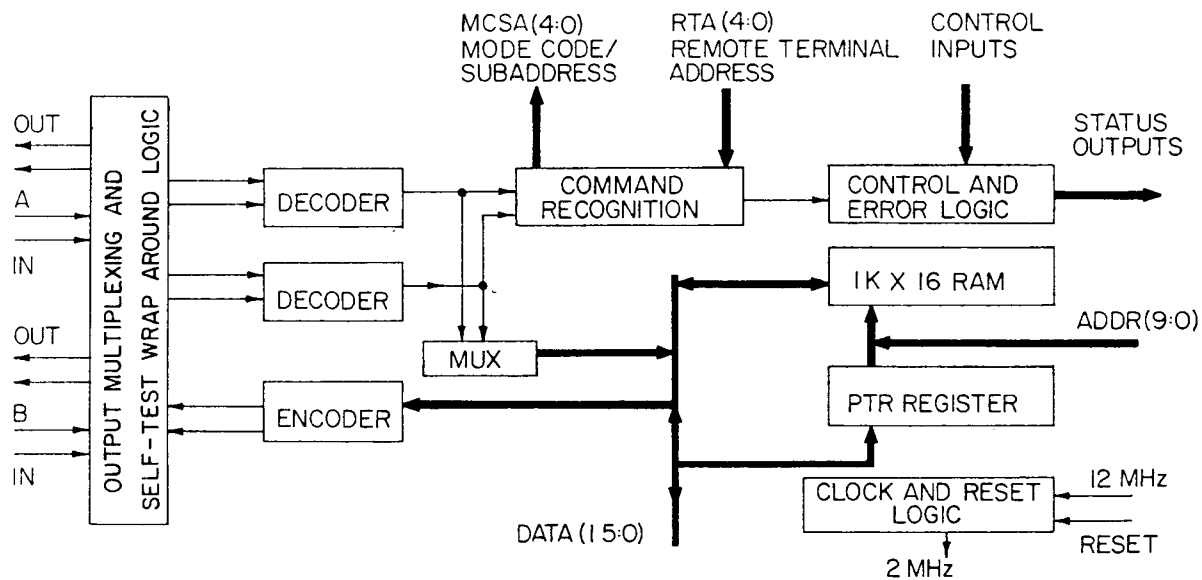 MCSA(4:0)
MODE CODE/
SUBADDRESS
RTA(4:0)
REMOTE TERMINAL
ADDRESS
CONTROL
INPUTS
STATUS
OUTPUTS
OUT
A
IN
OUT
B
IN
OUTPUT MULTIPLEXING AND
SELF-TEST WRAP AROUND LOGIC
DECODER
COMMAND
RECOGNITION
CONTROL AND
ERROR LOGIC
DECODER
1K X 16 RAM
ADDR(9:0)
MUX
ENCODER
PTR REGISTER
CLOCK AND RESET
LOGIC
12 MHz
RESET
DATA(15:0)
2 MHz